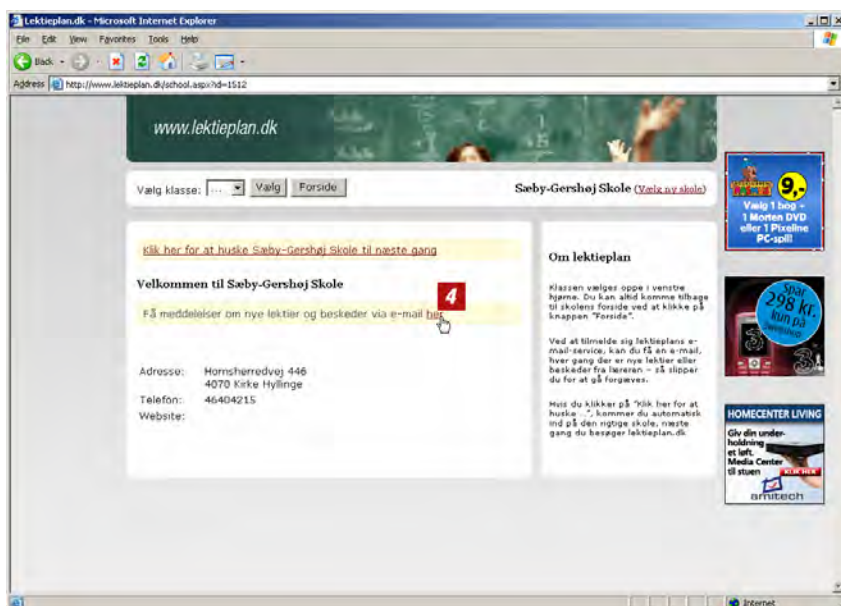 Lektieplan.dk - Microsoft Internet Explorer
File Edit View Favorites Tools Help
Back
Address http://www.lektieplan.dk/school.aspx?id=1512
www.lektieplan.dk
Vælg klasse: ... Vælg Forside
Sæby-Gershøj Skole (Vælg ny skole)
Klik her for at huske Sæby-Gershøj Skole til næste gang
Velkommen til Sæby-Gershøj Skole
4
Få meddelelser om nye lektier og beskeder via e-mail her
Adresse: Hornsherredvej 446
4070 Kirke Hyllinge
Telefon: 46404215
Website:
Om lektieplan
Klassen vælges oppe i venstre
hjørne. Du kan altid komme tilbage
til skolens forside ved at klikke på
knappen "Forside".
Ved at tilmelde sig lektieplans e-
mail-service, kan du få en e-mail,
hver gang der er nye lektier eller
beskeder fra læreren – så slipper
du for at gå forgæves.
Hvis du klikker på "Klik her for at
huske ...", kommer du automatisk
ind på den rigtige skole, næste
gang du besøger lektieplan.dk
9,-
Vælg 1 bog -
1 Morten DVD
eller 1 Pixeline
PC-spil!
Spar
298 kr.
kun på
3
HOMECENTER LIVING
Giv din under-
holdning
et løft.
Media Center
til stuen
KLIK HER
amitech
Internet